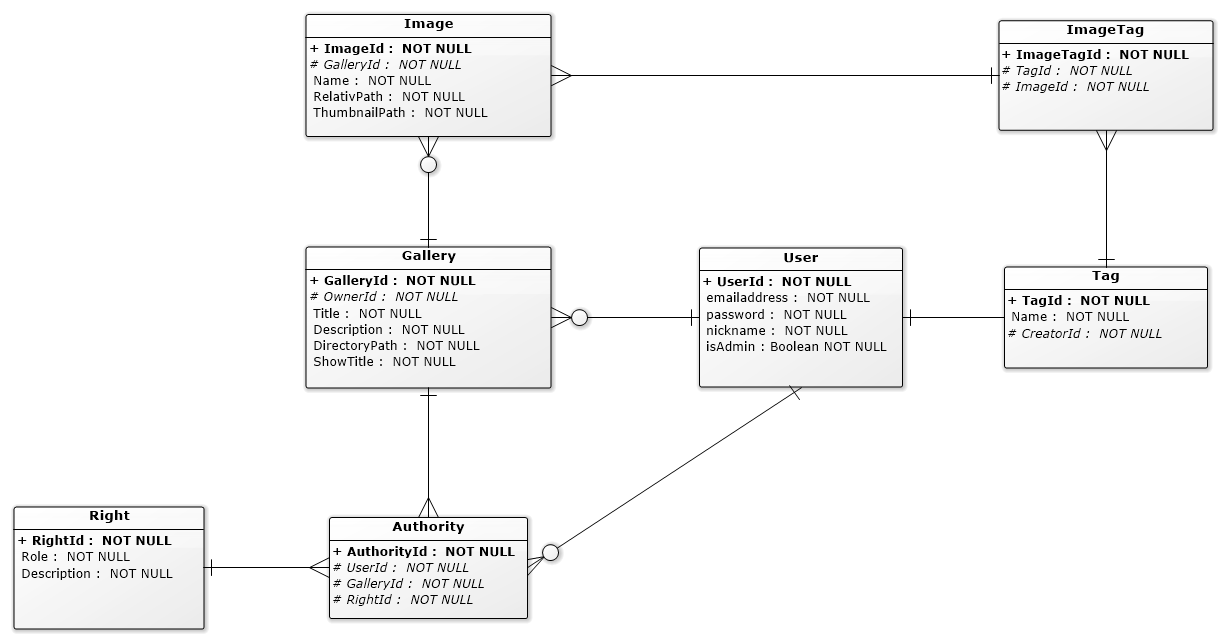 Image
+ ImageId : NOT NULL
# GalleryId : NOT NULL
Name : NOT NULL
RelativPath : NOT NULL
ThumbnailPath : NOT NULL
ImageTag
+ ImageTagId : NOT NULL
# TagId : NOT NULL
# ImageId : NOT NULL
Gallery
+ GalleryId : NOT NULL
# OwnerId : NOT NULL
Title : NOT NULL
Description : NOT NULL
DirectoryPath : NOT NULL
ShowTitle : NOT NULL
User
+ UserId : NOT NULL
emailaddress : NOT NULL
password : NOT NULL
nickname : NOT NULL
isAdmin : Boolean NOT NULL
Tag
+ TagId : NOT NULL
Name : NOT NULL
# CreatorId : NOT NULL
Right
+ RightId : NOT NULL
Role : NOT NULL
Description : NOT NULL
Authority
+ AuthorityId : NOT NULL
# UserId : NOT NULL
# GalleryId : NOT NULL
# RightId : NOT NULL